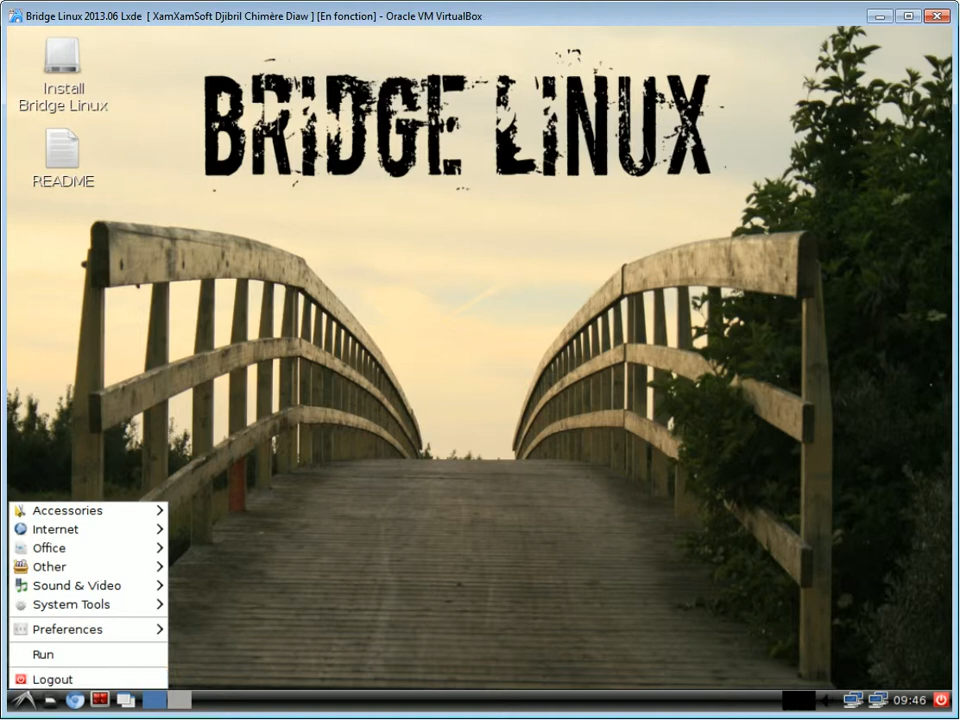 Bridge Linux 2013.06 Lxde [ XamXamSoft Djibril Chimère Diaw ] [En fonction] - Oracle VM VirtualBox
BRIDGE LINUX
Install
Bridge Linux
README
Accessories
Internet
Office
Other
Sound & Video
System Tools
Preferences
Run
Logout
09:46